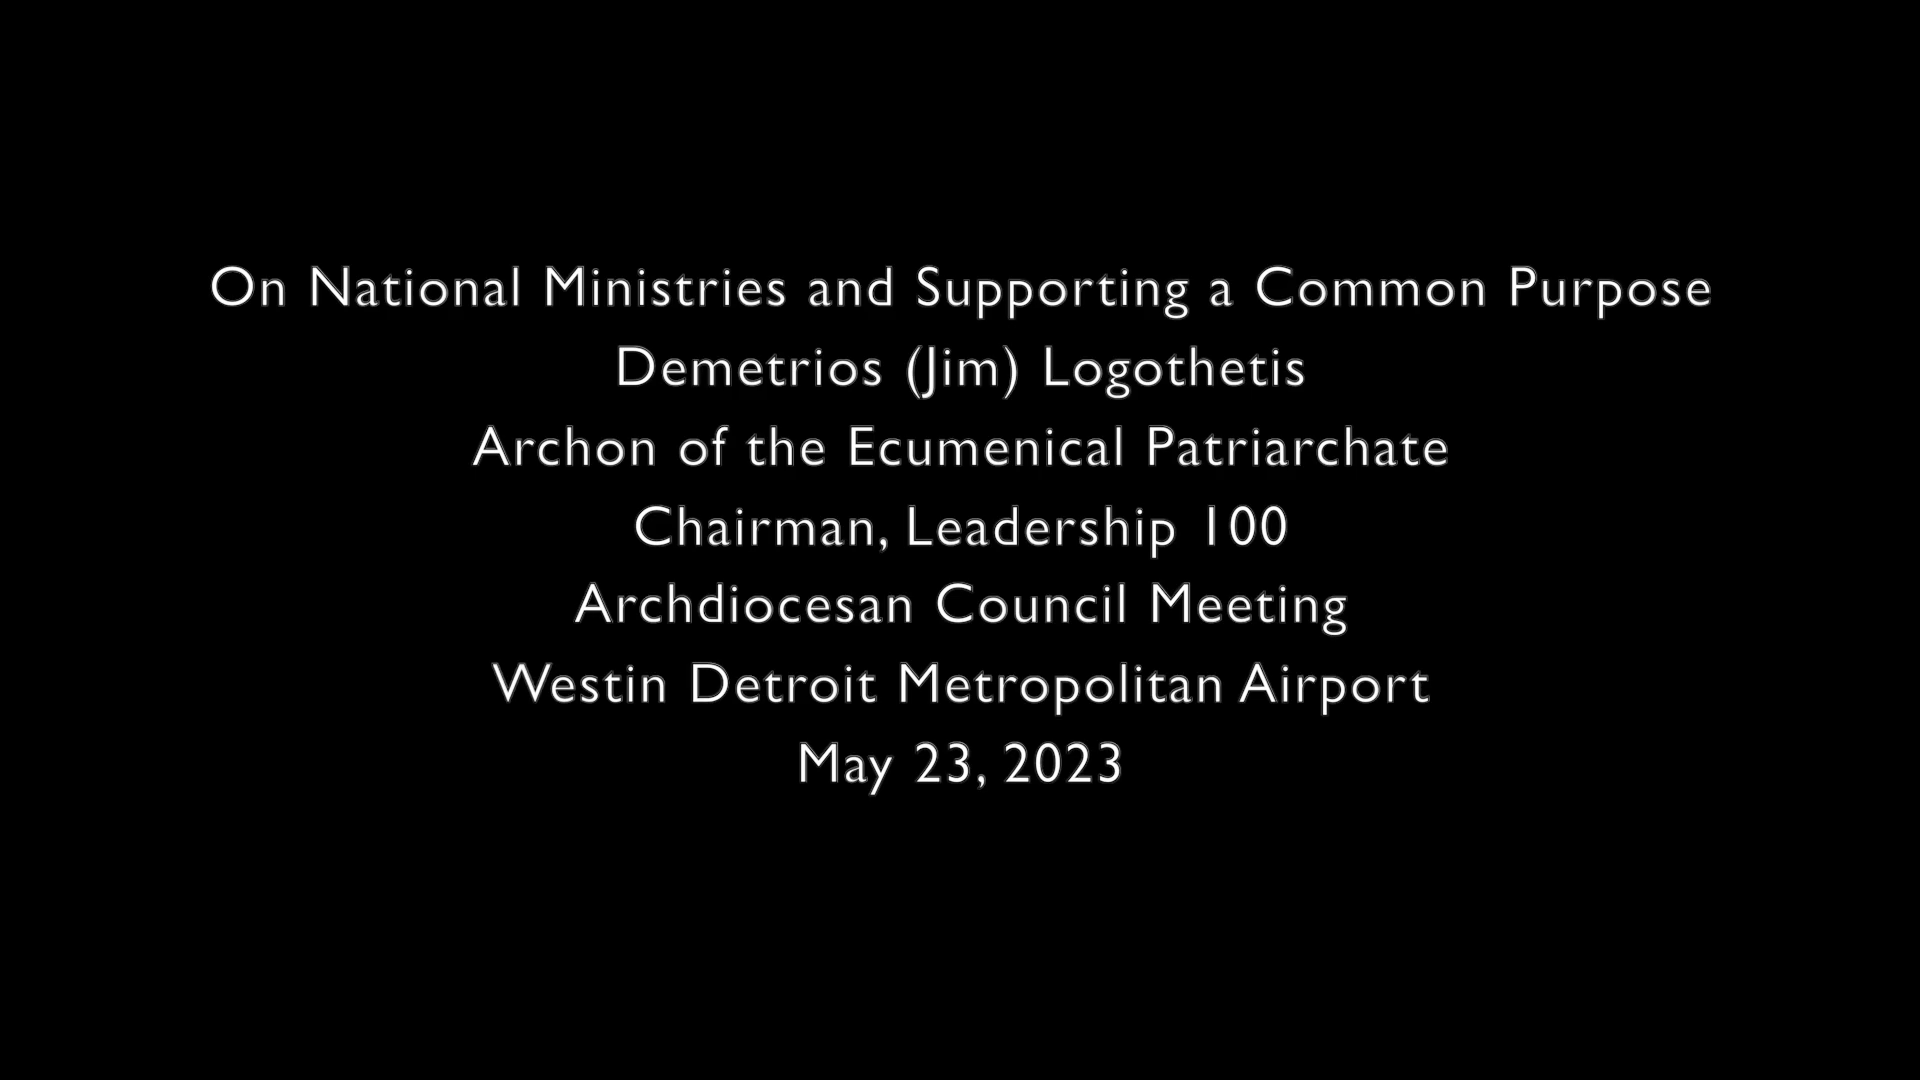 On National Ministries and Supporting a Common Purpose
Demetrios (Jim) Logothetis
Archon of the Ecumenical Patriarchate
Chairman, Leadership 100
Archdiocesan Council Meeting
Westin Detroit Metropolitan Airport
May 23, 2023